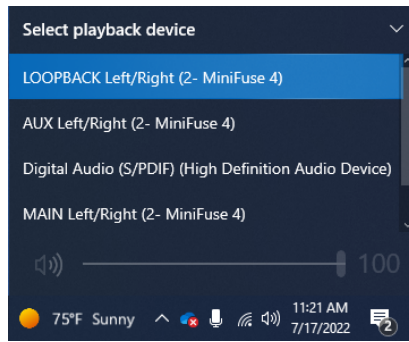 Select playback device
LOOPBACK Left/Right (2- MiniFuse 4)
AUX Left/Right (2- MiniFuse 4)
Digital Audio (S/PDIF) (High Definition Audio Device)
MAIN Left/Right (2- MiniFuse 4)
100
75°F Sunny
11:21 AM
7/17/2022
2